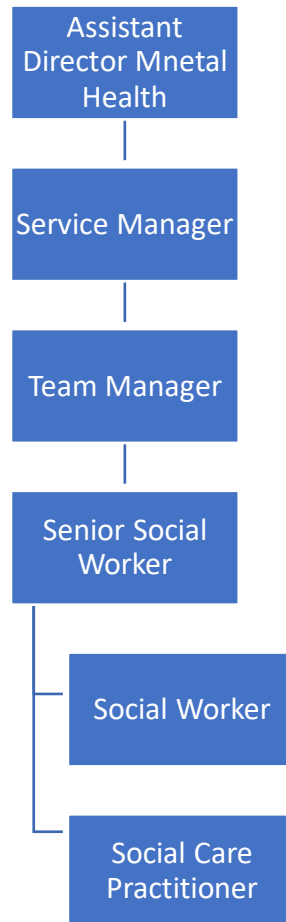 Assistant
Director Mnetal
Health
Service Manager
Team Manager
Senior Social
Worker
Social Worker
Social Care
Practitioner